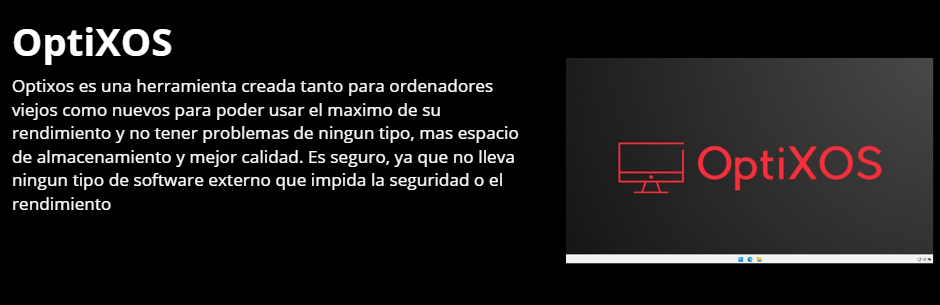 OptiXOS
Optixos es una herramienta creada tanto para ordenadores
viejos como nuevos para poder usar el maximo de su
rendimiento y no tener problemas de ningun tipo, mas espacio
de almacenamiento y mejor calidad. Es seguro, ya que no lleva
ningun tipo de software externo que impida la seguridad o el
rendimiento
OptiXOS